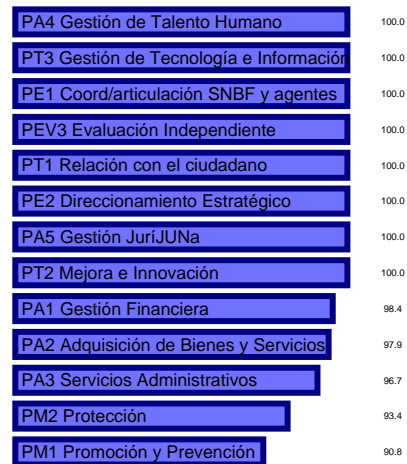 PA4 Gestión de Talento Humano 100.0
PT3 Gestión de Tecnología e Información 100.0
PE1 Coord/articulación SNBF y agentes 100.0
PEV3 Evaluación Independiente 100.0
PT1 Relación con el ciudadano 100.0
PE2 Direccionamiento Estratégico 100.0
PA5 Gestión JuríJUNa 100.0
PT2 Mejora e Innovación 100.0
PA1 Gestión Financiera 98.4
PA2 Adquisición de Bienes y Servicios 97.9
PA3 Servicios Administrativos 96.7
PM2 Protección 93.4
PM1 Promoción y Prevención 90.8